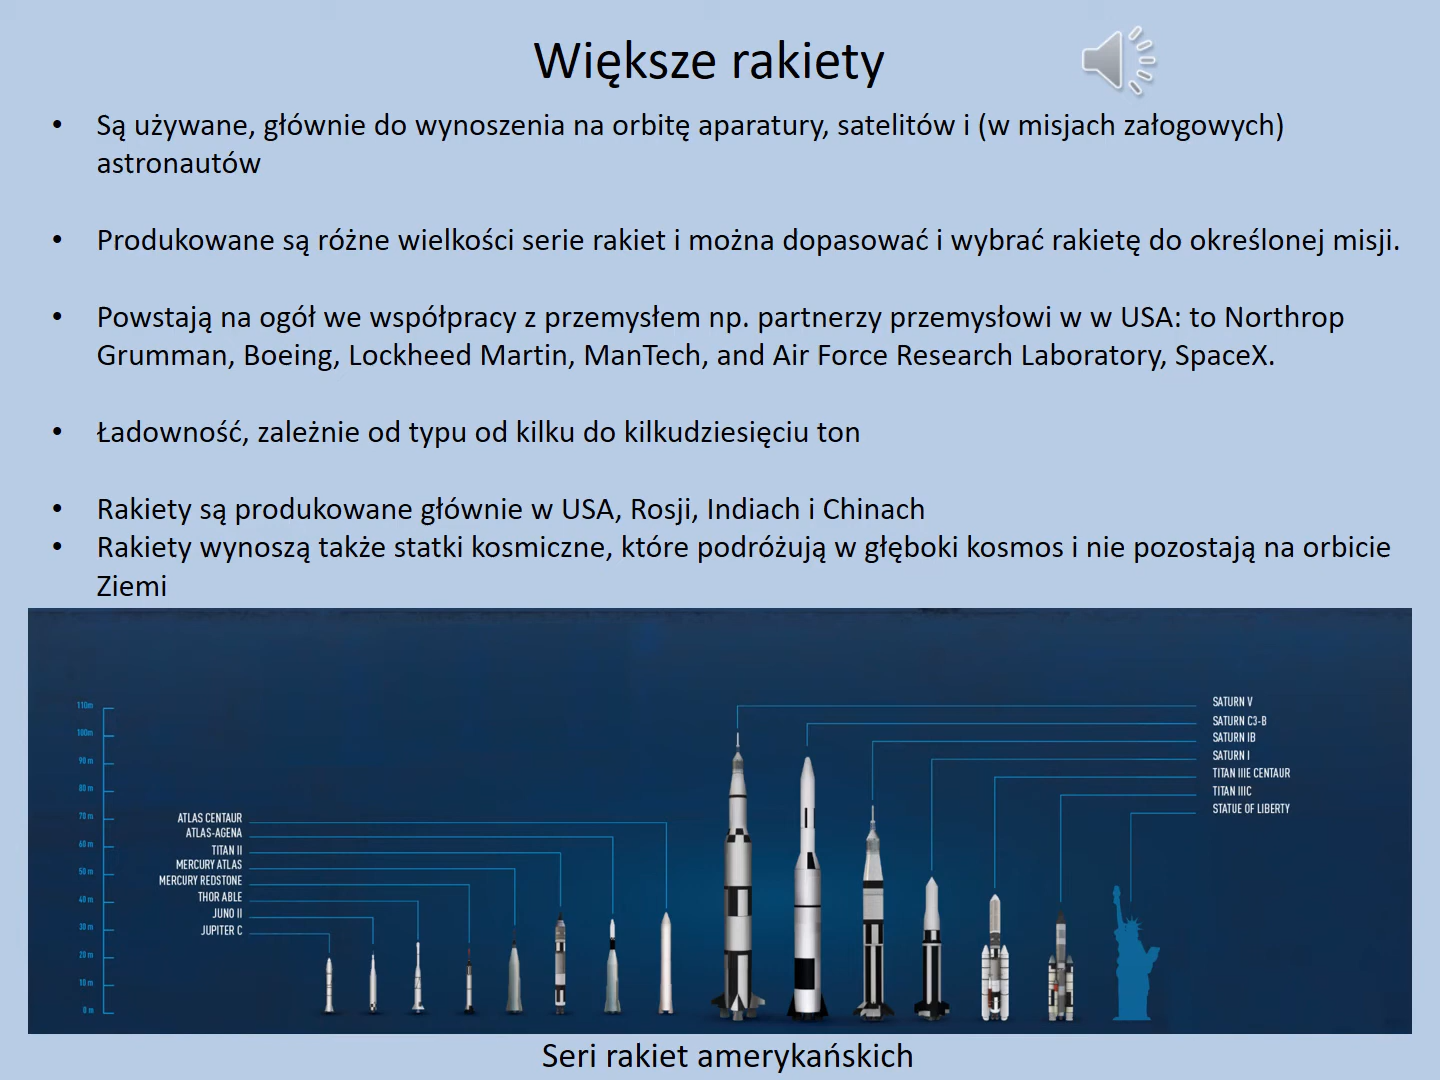 Większe rakiety
• Są używane, głównie do wynoszenia na orbitę aparatury, satelitów i (w misjach załogowych)
astronautów
• Produkowane są różne wielkości serie rakiet i można dopasować i wybrać rakietę do określonej misji.
• Powstają na ogół we współpracy z przemysłem np. partnerzy przemysłowi w w USA: to Northrop
Grumman, Boeing, Lockheed Martin, ManTech, and Air Force Research Laboratory, SpaceX.
• Ładowność, zależnie od typu od kilku do kilkudziesięciu ton
• Rakiety są produkowane głównie w USA, Rosji, Indiach i Chinach
• Rakiety wynoszą także statki kosmiczne, które podróżują w głęboki kosmos i nie pozostają na orbicie
Ziemi
110m
100m
90 m
80 m
70 m
60 m
50 m
40 m
30 m
20 m
10 m
0 m
ATLAS CENTAUR
ATLAS-AGENA
TITAN II
MERCURY ATLAS
MERCURY REDSTONE
THOR ABLE
JUNO II
JUPITER C
SATURN V
SATURN C3-B
SATURN IB
SATURN I
TITAN IIIE CENTAUR
TITAN IIIC
STATUE OF LIBERTY
Seri rakiet amerykańskich